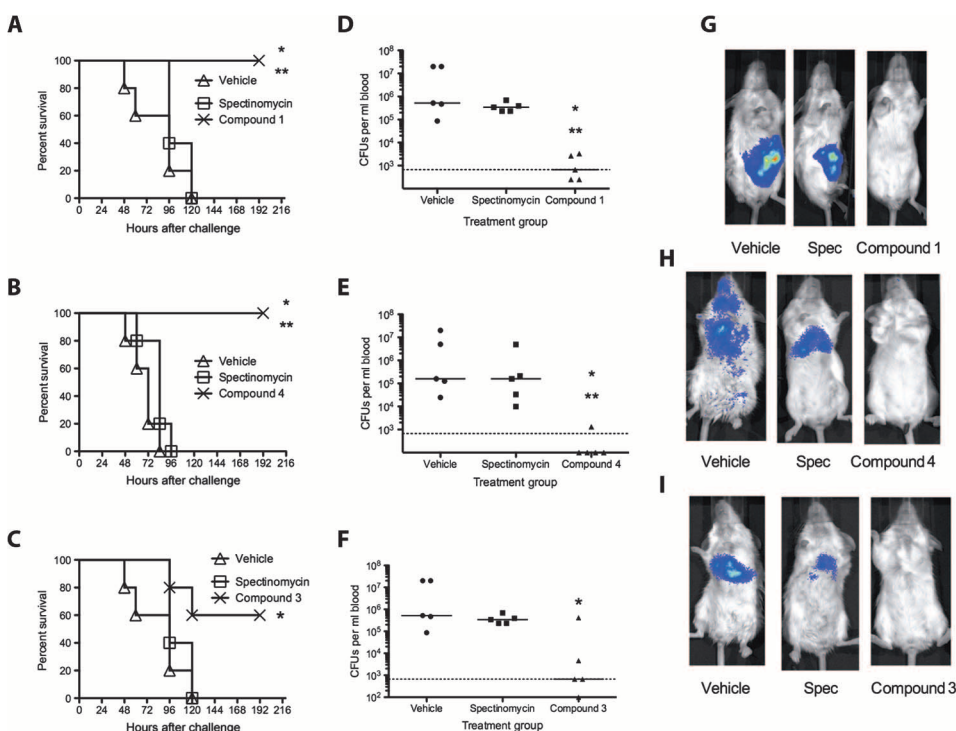 A
Percent survival
100
80
60
40
20
0
0 24 48 72 96 120 144 168 192 216
Hours after challenge
Vehicle
Spectinomycin
Compound 1
*
**
D
CFUs per ml blood
10^8
10^7
10^6
10^5
10^4
10^3
Vehicle Spectinomycin Compound 1
Treatment group
*
**
G
Vehicle Spec Compound 1
B
Percent survival
100
80
60
40
20
0
0 24 48 72 96 120 144 168 192 216
Hours after challenge
Vehicle
Spectinomycin
Compound 4
*
**
E
CFUs per ml blood
10^8
10^7
10^6
10^5
10^4
10^3
Vehicle Spectinomycin Compound 4
Treatment group
*
**
H
Vehicle Spec Compound 4
C
Percent survival
100
80
60
40
20
0
0 24 48 72 96 120 144 168 192 216
Hours after challenge
Vehicle
Spectinomycin
Compound 3
*
F
CFUs per ml blood
10^8
10^7
10^6
10^5
10^4
10^3
10^2
Vehicle Spectinomycin Compound 3
Treatment group
*
I
Vehicle Spec Compound 3